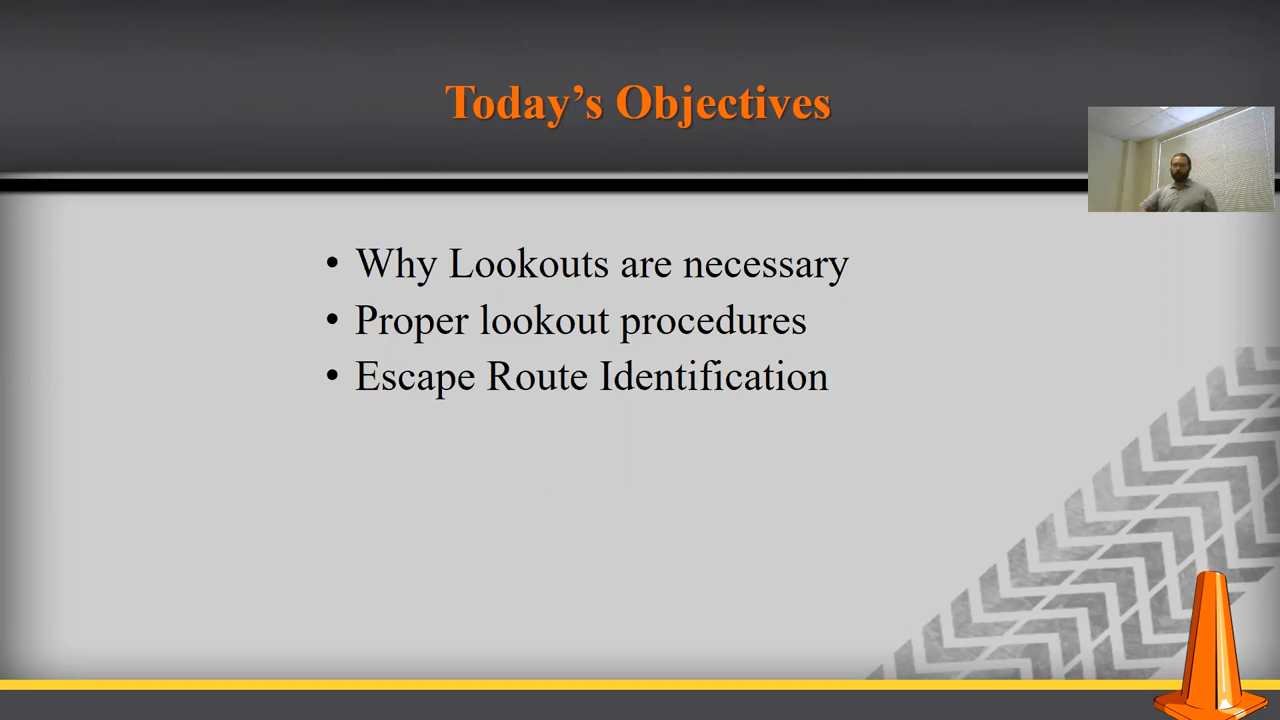 Today’s Objectives
• Why Lookouts are necessary
• Proper lookout procedures
• Escape Route Identification